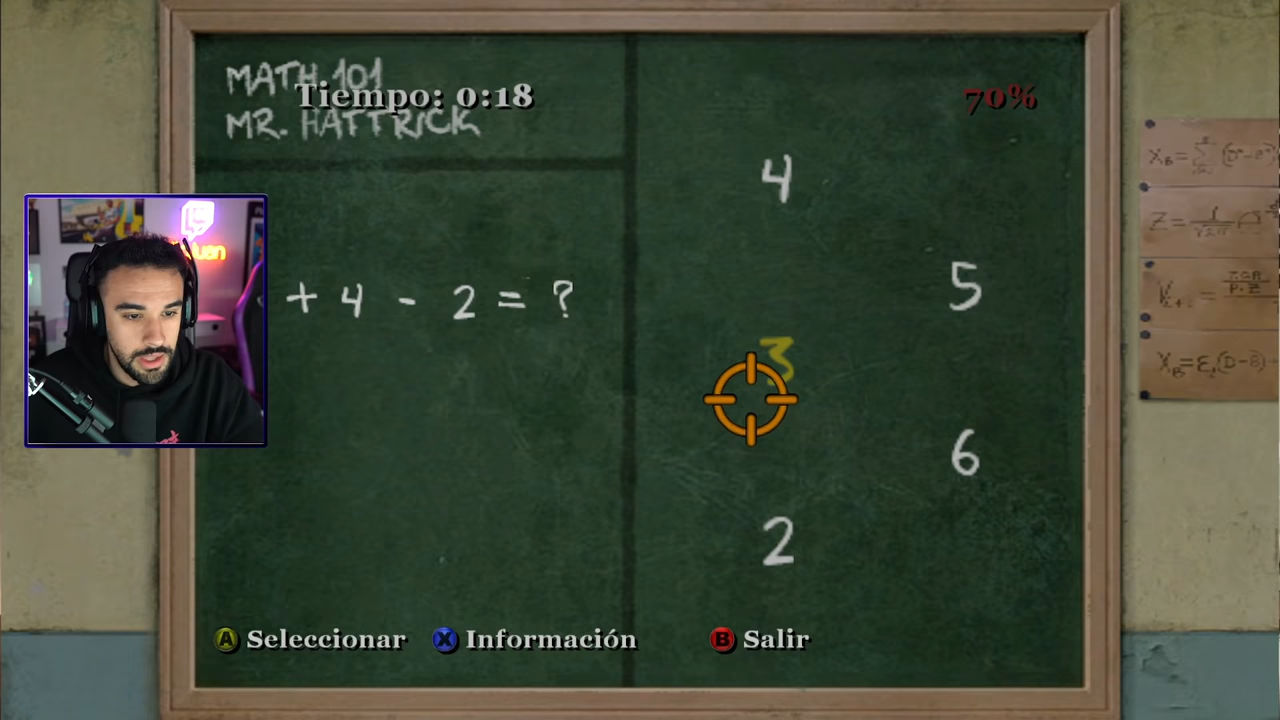 MATH 101
Tiempo: 0:18
70%
MR. HATTRICK
+ 4 - 2 = ?
4
5
3
6
2
A Seleccionar
X Información
B Salir